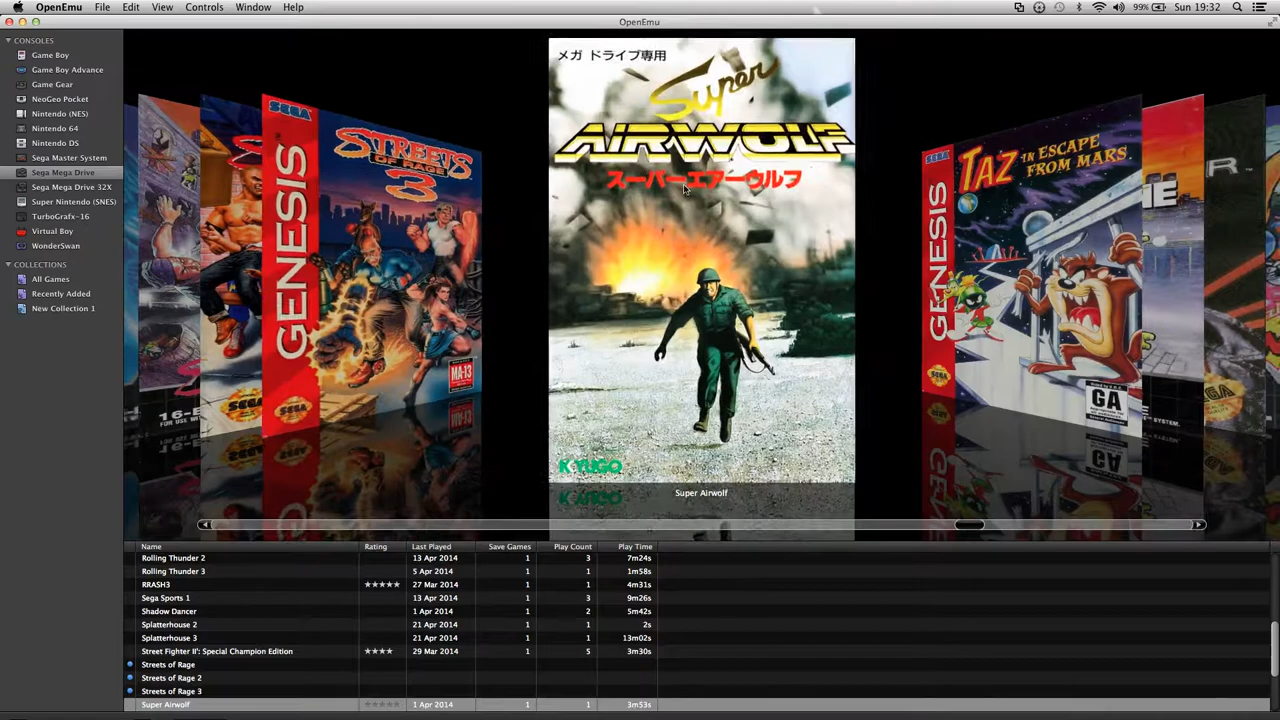 OpenEmu File Edit View Controls Window Help
99% Sun 19:32
OpenEmu
CONSOLES
Game Boy
Game Boy Advance
Game Gear
NeoGeo Pocket
Nintendo (NES)
Nintendo 64
Nintendo DS
Sega Master System
Sega Mega Drive
Sega Mega Drive 32X
Super Nintendo (SNES)
TurboGrafx-16
Virtual Boy
WonderSwan
COLLECTIONS
All Games
Recently Added
New Collection 1
SEGA
GENESIS
STREETS
OF RAGE
3
MA-13
SEGA
メガ ドライブ専用
Super
AIRWOLF
スーパーエアーウルフ
KYUGO
Super Airwolf
SEGA
GENESIS
TAZ IN ESCAPE
FROM MARS
GA
SEGA
Name Rating Last Played Save Games Play Count Play Time
Rolling Thunder 2 13 Apr 2014 1 3 7m24s
Rolling Thunder 3 5 Apr 2014 1 1 1m58s
RRASH3 ★★★★★ 27 Mar 2014 1 1 4m31s
Sega Sports 1 13 Apr 2014 1 3 9m26s
Shadow Dancer 1 Apr 2014 1 2 5m42s
Splatterhouse 2 21 Apr 2014 1 1 2s
Splatterhouse 3 21 Apr 2014 1 1 13m02s
Street Fighter II': Special Champion Edition ★★★★ 29 Mar 2014 1 5 3m30s
Streets of Rage
Streets of Rage 2
Streets of Rage 3
Super Airwolf ★★★★★ 1 Apr 2014 1 1 3m53s